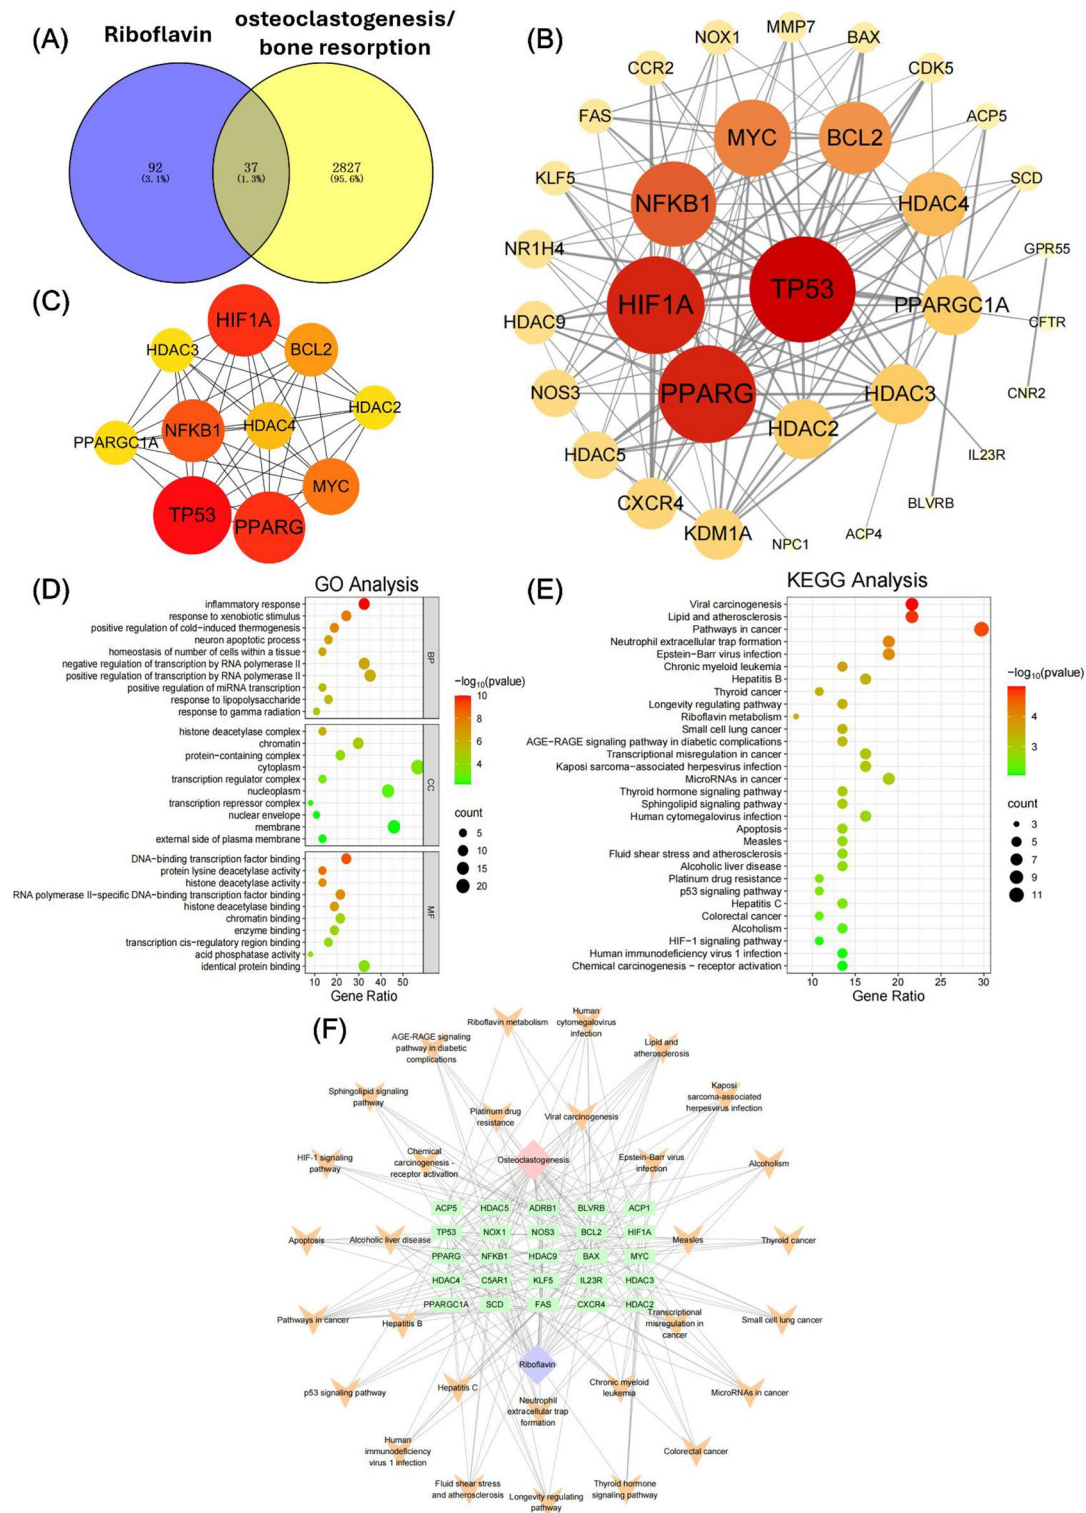 (A)
Riboflavin
osteoclastogenesis/
bone resorption
92
(3.1%)
37
(1.3%)
2827
(95.6%)
(B)
MMP7
NOX1
BAX
CCR2
CDK5
FAS
MYC
BCL2
ACP5
KLF5
NFKB1
HDAC4
SCD
NR1H4
GPR55
TP53
HIF1A
PPARGC1A
HDAC9
CFTR
NOS3
PPARG
HDAC3
CNR2
HDAC2
HDAC5
IL23R
CXCR4
BLVRB
KDM1A
ACP4
NPC1
(C)
HIF1A
HDAC3
BCL2
HDAC2
NFKB1
HDAC4
PPARGC1A
MYC
TP53
PPARG
(D)
GO Analysis
inflammatory response
response to xenobiotic stimulus
positive regulation of cold−induced thermogenesis
neuron apoptotic process
homeostasis of number of cells within a tissue
negative regulation of transcription by RNA polymerase II
positive regulation of transcription by RNA polymerase II
positive regulation of miRNA transcription
response to lipopolysaccharide
response to gamma radiation
BP
histone deacetylase complex
chromatin
protein−containing complex
cytoplasm
transcription regulator complex
nucleoplasm
transcription repressor complex
nuclear envelope
membrane
external side of plasma membrane
CC
DNA−binding transcription factor binding
protein lysine deacetylase activity
histone deacetylase activity
RNA polymerase II−specific DNA−binding transcription factor binding
histone deacetylase binding
chromatin binding
enzyme binding
transcription cis−regulatory region binding
acid phosphatase activity
identical protein binding
MF
10 20 30 40 50
Gene Ratio
−log10(pvalue)
10
8
6
4
count
5
10
15
20
(E)
KEGG Analysis
Viral carcinogenesis
Lipid and atherosclerosis
Pathways in cancer
Neutrophil extracellular trap formation
Epstein−Barr virus infection
Chronic myeloid leukemia
Hepatitis B
Thyroid cancer
Longevity regulating pathway
Riboflavin metabolism
Small cell lung cancer
AGE−RAGE signaling pathway in diabetic complications
Transcriptional misregulation in cancer
Kaposi sarcoma−associated herpesvirus infection
MicroRNAs in cancer
Thyroid hormone signaling pathway
Sphingolipid signaling pathway
Human cytomegalovirus infection
Apoptosis
Measles
Fluid shear stress and atherosclerosis
Alcoholic liver disease
Platinum drug resistance
p53 signaling pathway
Hepatitis C
Colorectal cancer
Alcoholism
HIF−1 signaling pathway
Human immunodeficiency virus 1 infection
Chemical carcinogenesis − receptor activation
10 15 20 25 30
Gene Ratio
−log10(pvalue)
4
3
count
3
5
7
9
11
(F)
Riboflavin metabolism
Human
cytomegalovirus
infection
AGE-RAGE signaling
pathway in diabetic
complications
Lipid and
atherosclerosis
Sphingolipid signaling
pathway
Kaposi
sarcoma-associated
herpesvirus infection
Platinum drug
resistance
Viral carcinogenesis
HIF-1 signaling
pathway
Chemical
carcinogenesis -
receptor activation
Osteoclastogenesis
Epstein-Barr virus
infection
Alcoholism
ACP5 HDAC5 ADRB1 BLVRB ACP1
TP53 NOX1 NOS3 BCL2 HIF1A
Apoptosis
Alcoholic liver disease
Measles
Thyroid cancer
PPARG NFKB1 HDAC9 BAX MYC
HDAC4 C5AR1 KLF5 IL23R HDAC3
PPARGC1A SCD FAS CXCR4 HDAC2
Pathways in cancer
Hepatitis B
Transcriptional
misregulation in
cancer
Small cell lung cancer
Riboflavin
p53 signaling pathway
Hepatitis C
Chronic myeloid
leukemia
MicroRNAs in cancer
Neutrophil
extracellular trap
formation
Human
immunodeficiency
virus 1 infection
Colorectal cancer
Fluid shear stress
and atherosclerosis
Longevity regulating
pathway
Thyroid hormone
signaling pathway